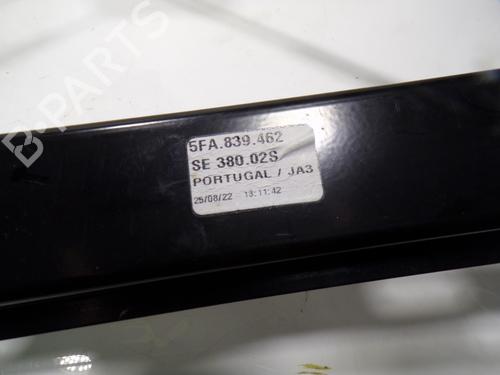 B-PARTS
5FA.839.462
SE 380.02S
PORTUGAL / JA3
25/08/22 13:11:42